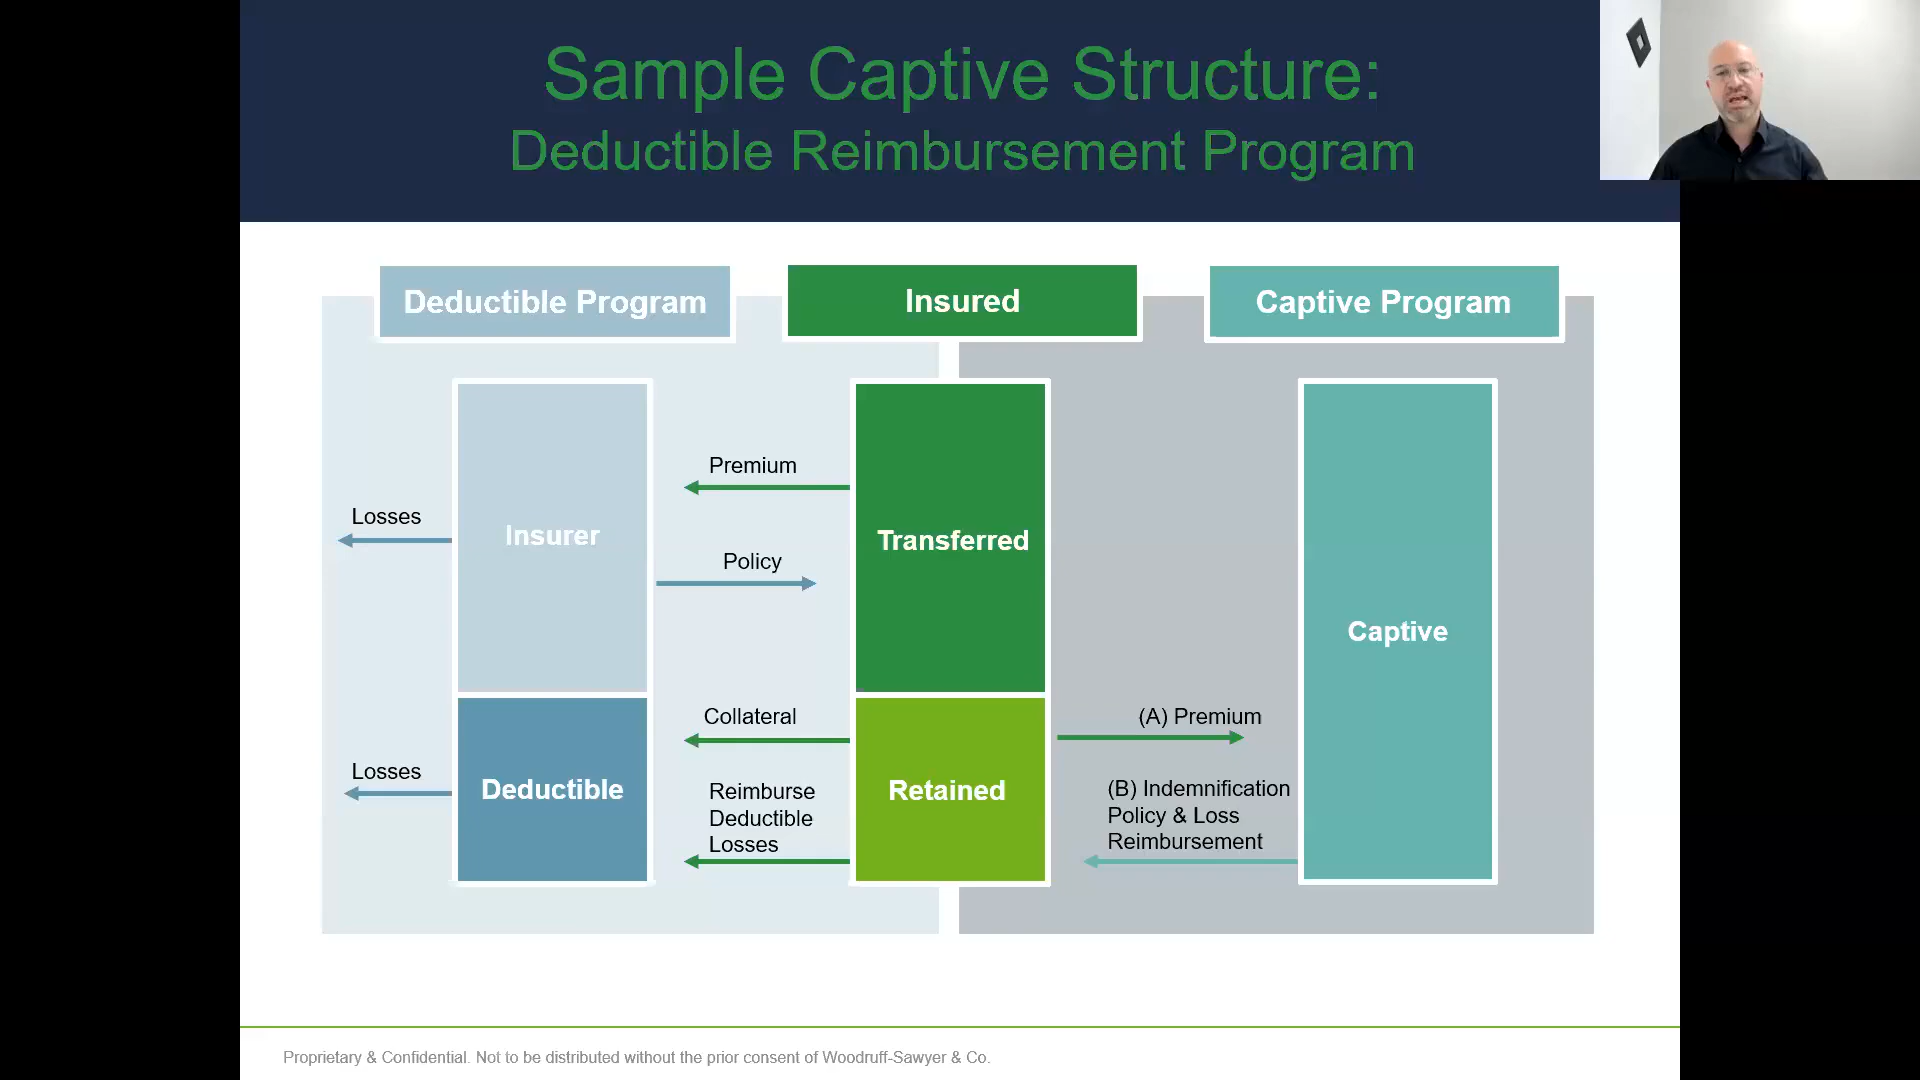 Sample Captive Structure:
Deductible Reimbursement Program
Deductible Program
Insured
Captive Program
Premium
Losses
Insurer
Policy
Transferred
Captive
Collateral
(A) Premium
Losses
Deductible
Reimburse
Deductible
Losses
Retained
(B) Indemnification
Policy & Loss
Reimbursement
Proprietary & Confidential. Not to be distributed without the prior consent of Woodruff-Sawyer & Co.